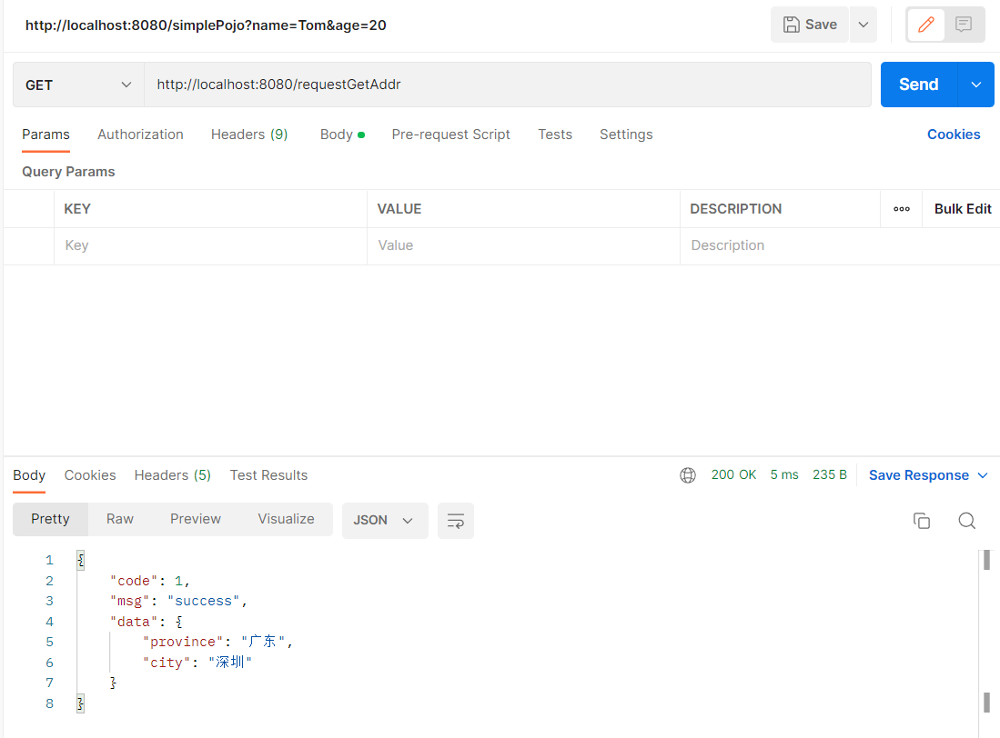 http://localhost:8080/simplePojo?name=Tom&age=20 Save
GET http://localhost:8080/requestGetAddr Send
Params Authorization Headers (9) Body Pre-request Script Tests Settings Cookies
Query Params
KEY VALUE DESCRIPTION Bulk Edit
Key Value Description
Body Cookies Headers (5) Test Results 200 OK 5 ms 235 B Save Response
Pretty Raw Preview Visualize JSON
1 {
2 "code": 1,
3 "msg": "success",
4 "data": {
5 "province": "广东",
6 "city": "深圳"
7 }
8 }